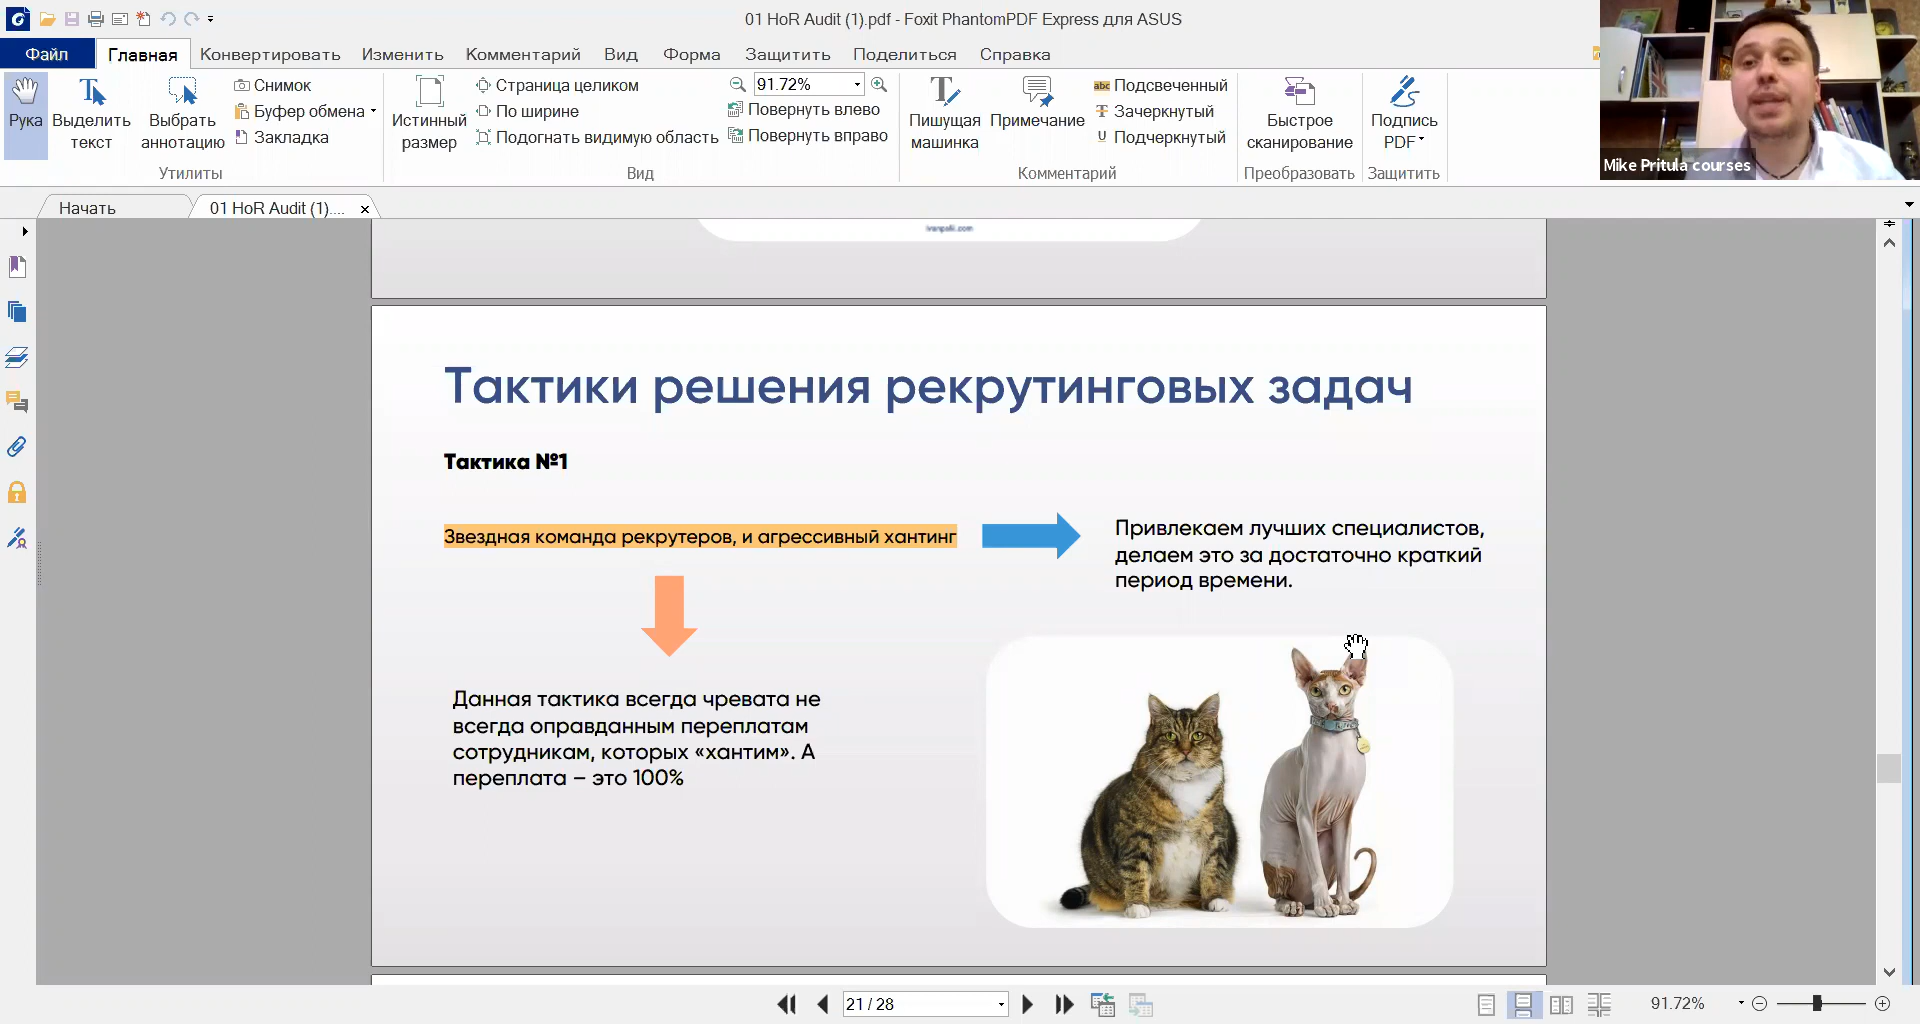 01 HoR Audit (1).pdf - Foxit PhantomPDF Express для ASUS
Файл Главная Конвертировать Изменить Комментарий Вид Форма Защитить Поделиться Справка
Рука
Выделить текст
Выбрать аннотацию
Снимок
Буфер обмена
Закладка
Утилиты
Истинный размер
Страница целиком
По ширине
Подогнать видимую область
91.72%
Повернуть влево
Повернуть вправо
Вид
Пишущая машинка
Примечание
abc Подсвеченный
T Зачеркнутый
U Подчеркнутый
Комментарий
Быстрое сканирование
Преобразовать
Подпись PDF
Защитить
Mike Pritula courses
Начать
01 HoR Audit (1)....
ivanpalii.com
Тактики решения рекрутинговых задач
Тактика №1
Звездная команда рекрутеров, и агрессивный хантинг
Привлекаем лучших специалистов,
делаем это за достаточно краткий
период времени.
Данная тактика всегда чревата не
всегда оправданным переплатам
сотрудникам, которых «хантим». А
переплата – это 100%
21 / 28
91.72%